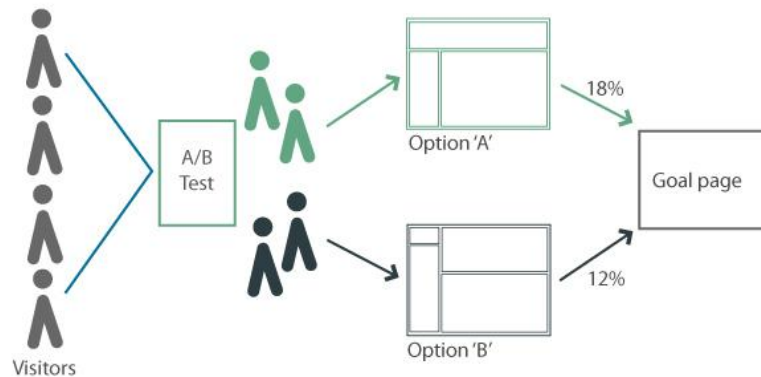 A/B
Test
Option 'A'
18%
Goal page
Option 'B'
12%
Visitors